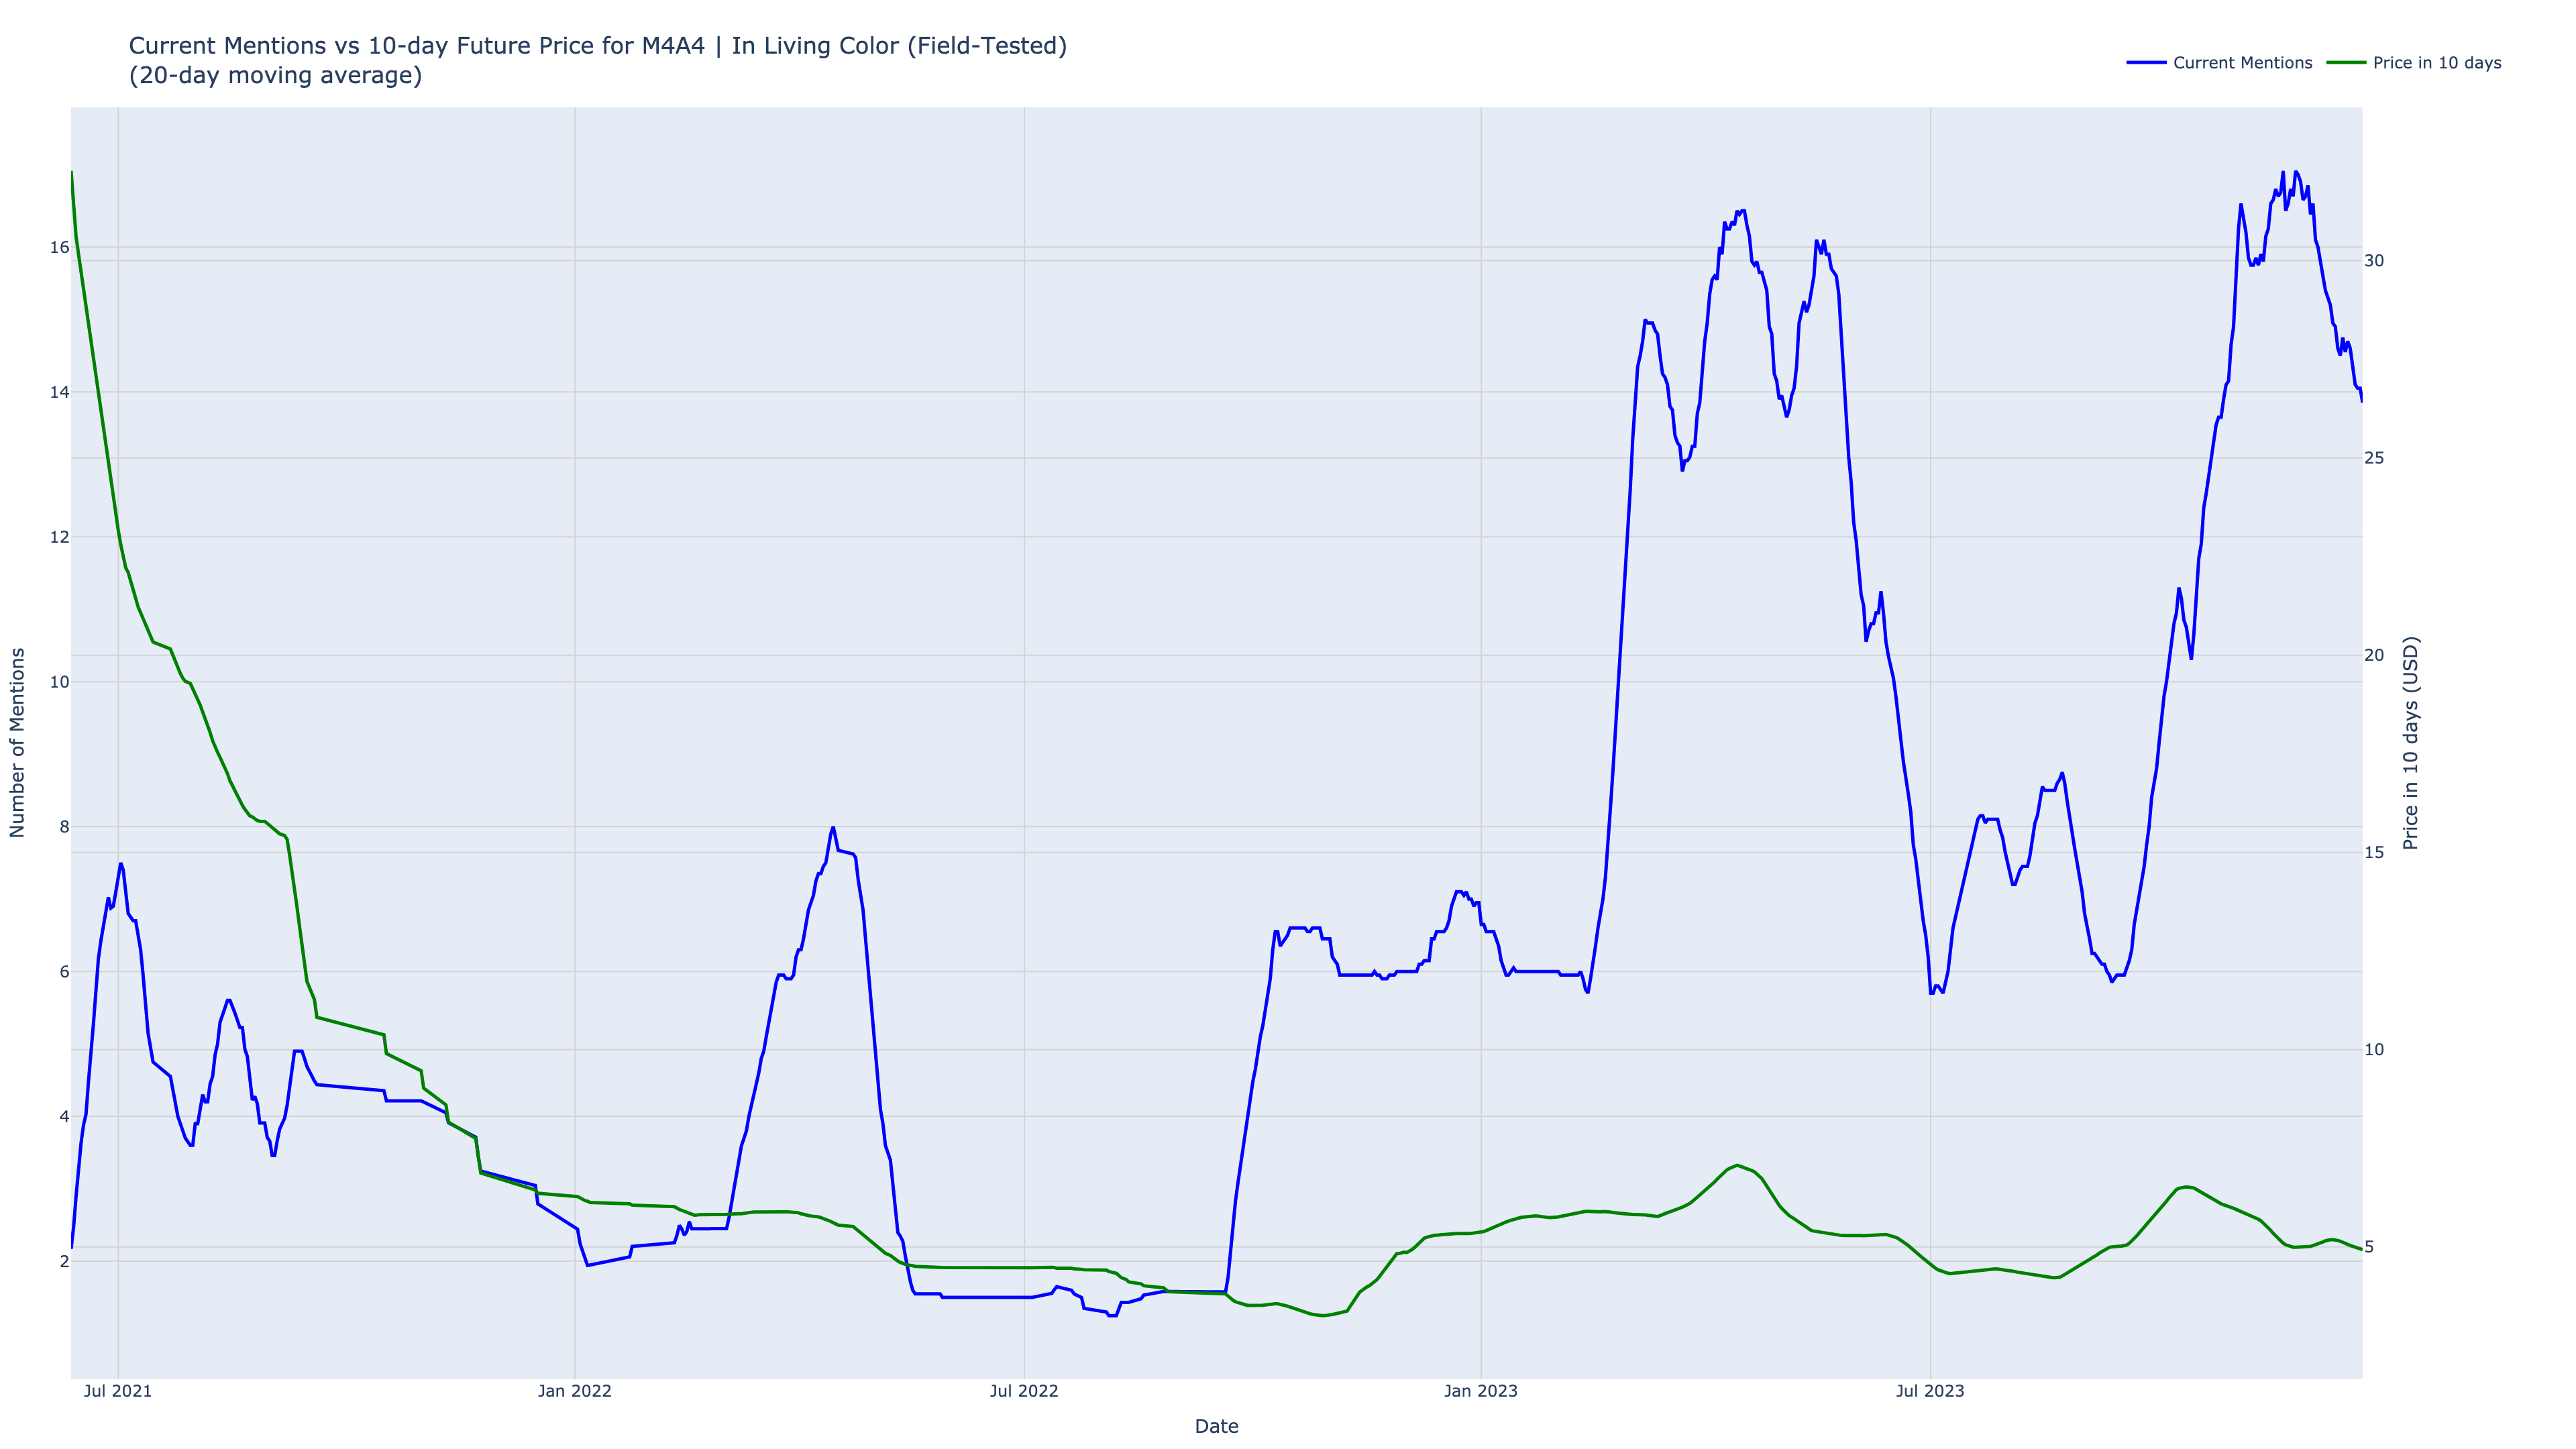 Current Mentions vs 10-day Future Price for M4A4 | In Living Color (Field-Tested)
(20-day moving average)
Current Mentions
Price in 10 days
16
14
12
10
8
6
4
2
Number of Mentions
30
25
20
15
10
5
Price in 10 days (USD)
Jul 2021
Jan 2022
Jul 2022
Jan 2023
Jul 2023
Date